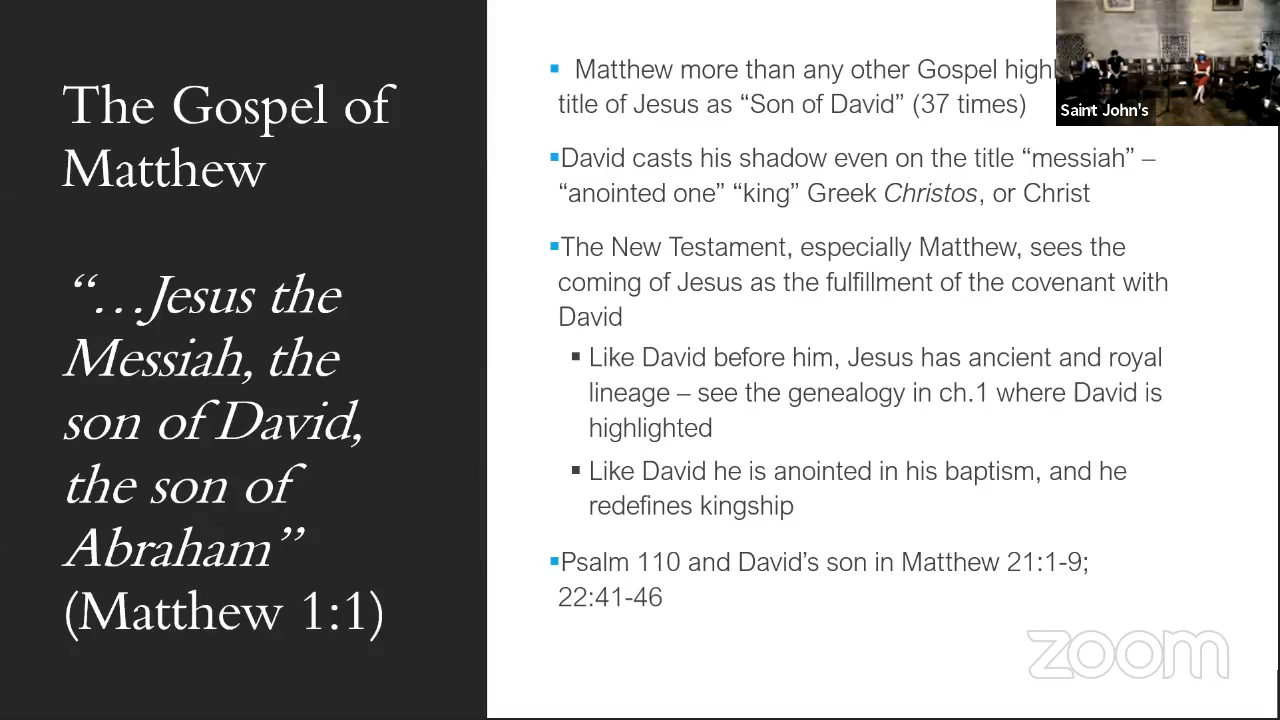 The Gospel of
Matthew
“…Jesus the
Messiah, the
son of David,
the son of
Abraham”
(Matthew 1:1)
Matthew more than any other Gospel
title of Jesus as “Son of David” (37 times)
David casts his shadow even on the title “messiah” –
“anointed one” “king” Greek Christos, or Christ
The New Testament, especially Matthew, sees the
coming of Jesus as the fulfillment of the covenant with
David
Like David before him, Jesus has ancient and royal
lineage – see the genealogy in ch.1 where David is
highlighted
Like David he is anointed in his baptism, and he
redefines kingship
Psalm 110 and David’s son in Matthew 21:1-9;
22:41-46
Saint John's
zoom